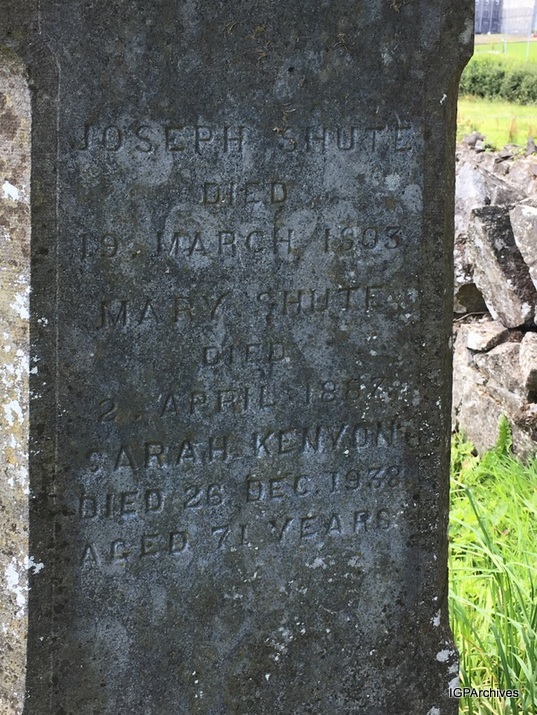 JOSEPH SHUTE
DIED
19. MARCH
MARY SHUTE
DIED
2. APRIL
SARAH KENYON
DIED 26 DEC. 1938
AGED 71 YEARS
IGPArchives